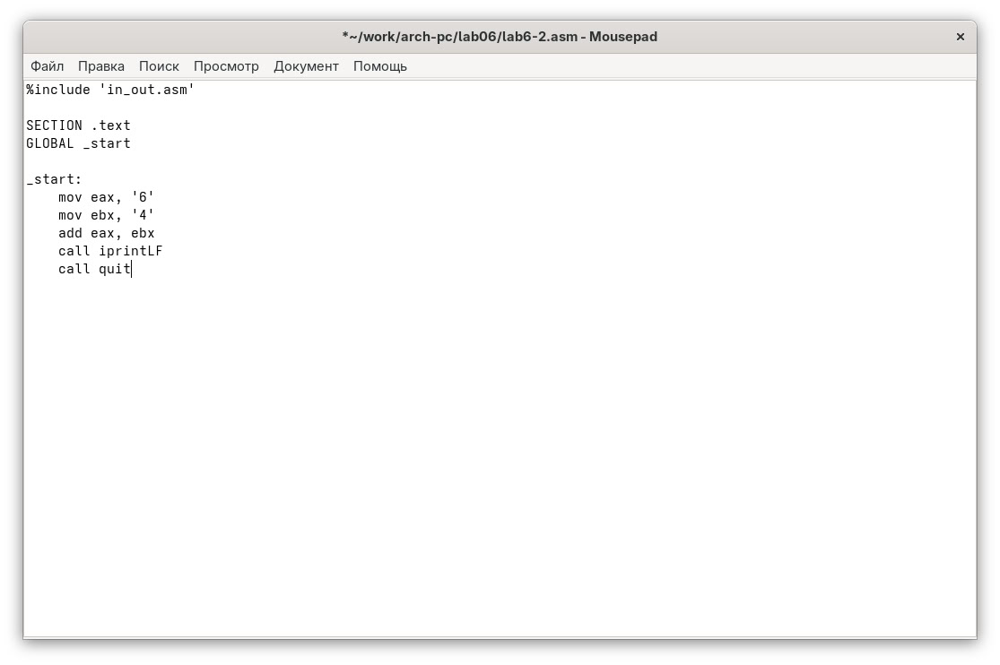 *~/work/arch-pc/lab06/lab6-2.asm - Mousepad
Файл Правка Поиск Просмотр Документ Помощь
%include 'in_out.asm'
SECTION .text
GLOBAL _start
_start:
    mov eax, '6'
    mov ebx, '4'
    add eax, ebx
    call iprintLF
    call quit